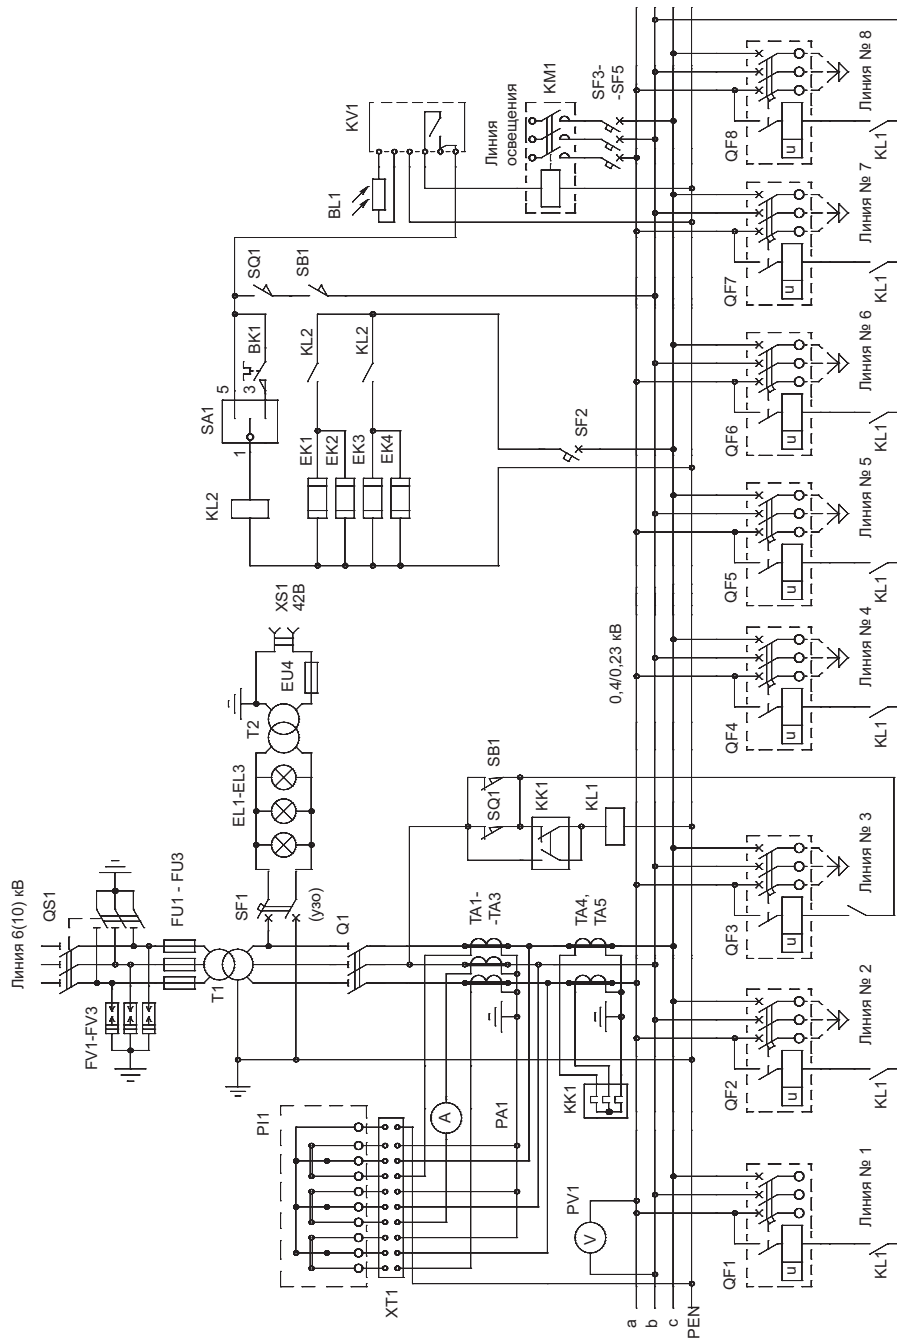 Линия 6(10) кВ
QS1
FV1-FV3
FU1 - FU3
T1
SF1
(узо)
EL1-EL3
T2
EU4
XS1
42В
Q1
PI1
XT1
A
PA1
TA1-
-TA3
TA4,
TA5
KK1
PV1
V
SQ1
SB1
KK1
KL1
KL2
SA1
1
5
3
BK1
SQ1
SB1
EK1
EK2
EK3
EK4
KL2
KL2
SF2
BL1
KV1
Линия
освещения
KM1
SF3-
-SF5
0,4/0,23 кВ
a
b
c
PEN
QF1
u
KL1
Линия № 1
QF2
u
KL1
Линия № 2
QF3
u
Линия № 3
QF4
u
KL1
Линия № 4
QF5
u
KL1
Линия № 5
QF6
u
KL1
Линия № 6
QF7
u
KL1
Линия № 7
QF8
u
KL1
Линия № 8